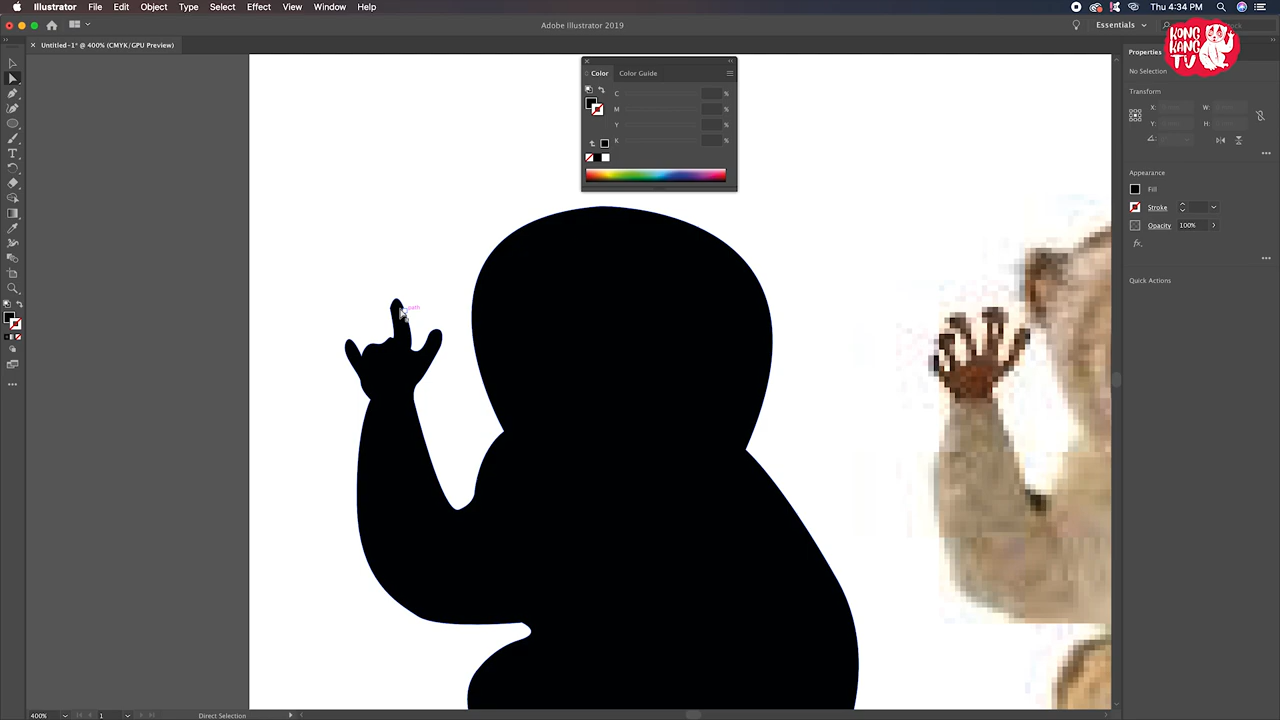 Illustrator File Edit Object Type Select Effect View Window Help
Thu 4:34 PM
Adobe Illustrator 2019
Essentials
KONG
KANG
TV
× Untitled-1* @ 400% (CMYK/GPU Preview)
Color Color Guide
C %
M %
Y %
K %
Properties
No Selection
Transform
X: W:
Y: H:
Appearance
Fill
Stroke
Opacity 100%
fx.
Quick Actions
path
400% 1 Direct Selection